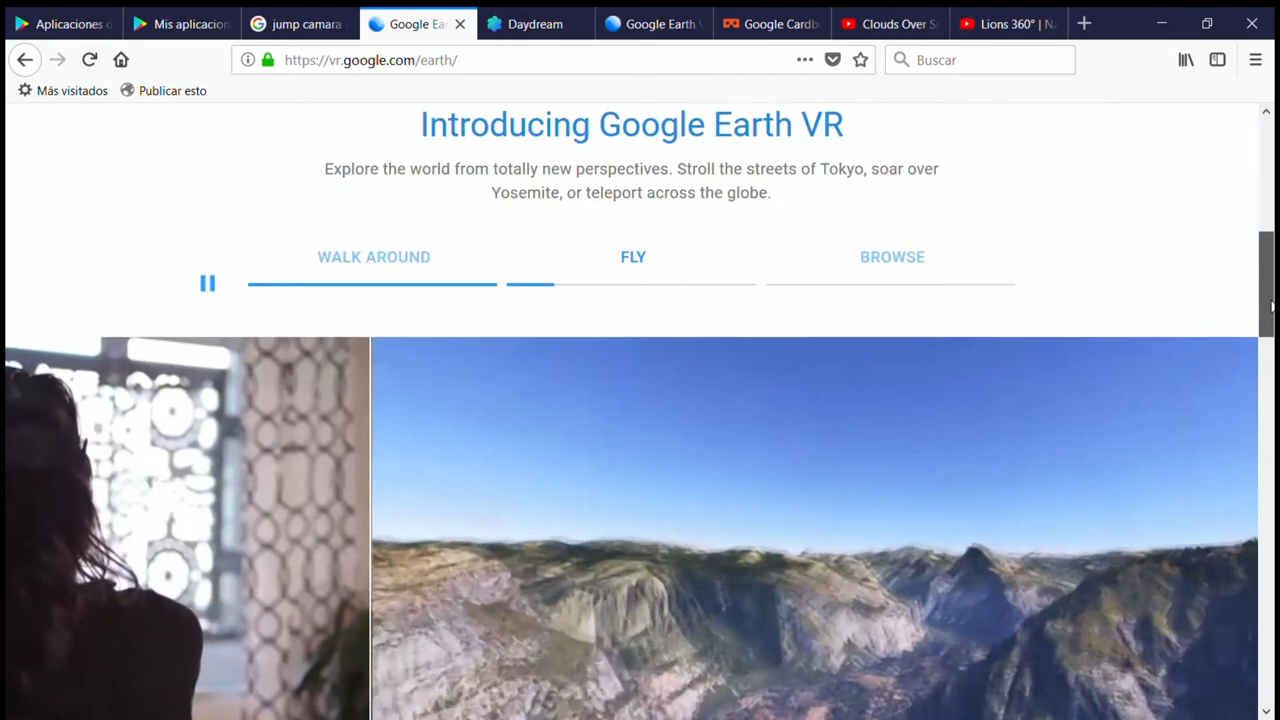 Aplicaciones d
Mis aplicacion
jump camara
Google Ea
Daydream
Google Earth V
Google Cardb
Clouds Over S
Lions 360° | Na
https://vr.google.com/earth/
Buscar
Más visitados
Publicar esto
Introducing Google Earth VR
Explore the world from totally new perspectives. Stroll the streets of Tokyo, soar over
Yosemite, or teleport across the globe.
WALK AROUND
FLY
BROWSE